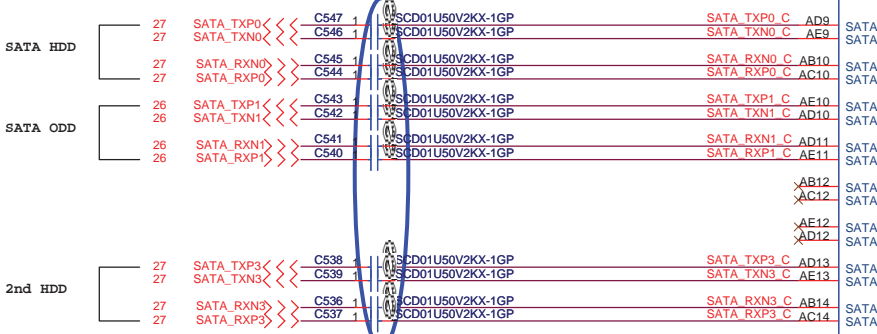 27 SATA_TXP0 C547 1 SCD01U50V2KX-1GP SATA_TXP0_C AD9 SATA
27 SATA_TXN0 C546 1 SATA_TXN0_C AE9 SATA
SATA HDD
27 SATA_RXN0 C545 1 SCD01U50V2KX-1GP SATA_RXN0_C AB10 SATA
27 SATA_RXP0 C544 1 SCD01U50V2KX-1GP SATA_RXP0_C AC10 SATA
26 SATA_TXP1 C543 1 SCD01U50V2KX-1GP SATA_TXP1_C AE10 SATA
26 SATA_TXN1 C542 1 SCD01U50V2KX-1GP SATA_TXN1_C AD10 SATA
SATA ODD
26 SATA_RXN1 C541 1 SCD01U50V2KX-1GP SATA_RXN1_C AD11 SATA
26 SATA_RXP1 C540 1 SCD01U50V2KX-1GP SATA_RXP1_C AE11 SATA
AB12 SATA
AC12 SATA
AE12 SATA
AD12 SATA
27 SATA_TXP3 C538 1 SCD01U50V2KX-1GP SATA_TXP3_C AD13 SATA
27 SATA_TXN3 C539 1 SCD01U50V2KX-1GP SATA_TXN3_C AE13 SATA
2nd HDD
27 SATA_RXN3 C536 1 SCD01U50V2KX-1GP SATA_RXN3_C AB14 SATA
27 SATA_RXP3 C537 1 SCD01U50V2KX-1GP SATA_RXP3_C AC14 SATA